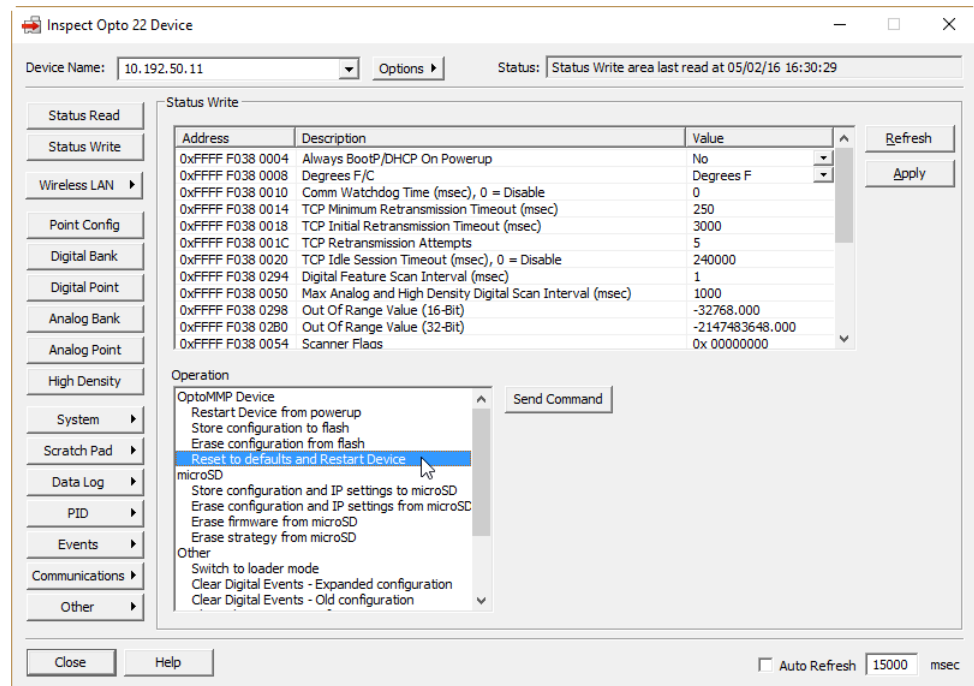 Inspect Opto 22 Device
Device Name: 10.192.50.11 Options Status: Status Write area last read at 05/02/16 16:30:29
Status Read
Status Write
Wireless LAN
Point Config
Digital Bank
Digital Point
Analog Bank
Analog Point
High Density
System
Scratch Pad
Data Log
PID
Events
Communications
Other
Status Write
Address Description Value
0xFFFF F038 0004 Always BootP/DHCP On Powerup No
0xFFFF F038 0008 Degrees F/C Degrees F
0xFFFF F038 0010 Comm Watchdog Time (msec), 0 = Disable 0
0xFFFF F038 0014 TCP Minimum Retransmission Timeout (msec) 250
0xFFFF F038 0018 TCP Initial Retransmission Timeout (msec) 3000
0xFFFF F038 001C TCP Retransmission Attempts 5
0xFFFF F038 0020 TCP Idle Session Timeout (msec), 0 = Disable 240000
0xFFFF F038 0294 Digital Feature Scan Interval (msec) 1
0xFFFF F038 0050 Max Analog and High Density Digital Scan Interval (msec) 1000
0xFFFF F038 0298 Out Of Range Value (16-Bit) -32768.000
0xFFFF F038 02B0 Out Of Range Value (32-Bit) -2147483648.000
0xFFFF F038 0054 Scanner Flags 0x 00000000
Refresh
Apply
Operation
OptoMMP Device
Restart Device from powerup
Store configuration to flash
Erase configuration from flash
Reset to defaults and Restart Device
microSD
Store configuration and IP settings to microSD
Erase configuration and IP settings from microSD
Erase firmware from microSD
Erase strategy from microSD
Other
Switch to loader mode
Clear Digital Events - Expanded configuration
Clear Digital Events - Old configuration
Send Command
Close Help Auto Refresh 15000 msec